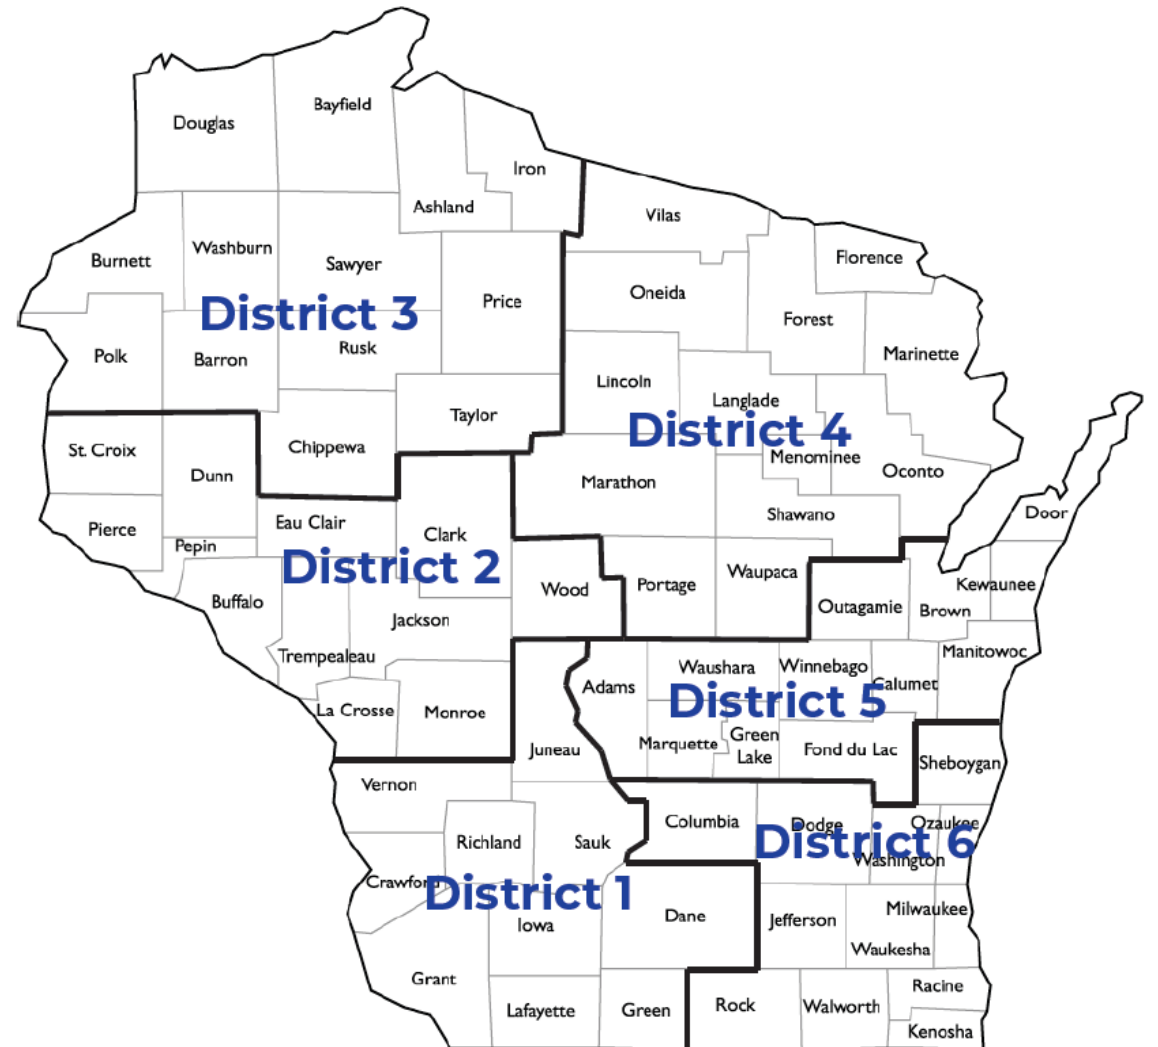 Bayfield
Douglas
Iron
Ashland
Vilas
Washburn
Burnett
Sawyer
Florence
Oneida
Price
District 3
Forest
Rusk
Polk
Barron
Marinette
Lincoln
Langlade
Taylor
District 4
Chippewa
St. Croix
Menominee
Dunn
Oconto
Marathon
Shawano
Door
Eau Clair
Pierce
Clark
Pepin
District 2
Waupaca
Wood
Portage
Kewaunee
Buffalo
Outagamie
Brown
Jackson
Manitowoc
Trempealeau
Waushara
Winnebago
Adams
Calumet
District 5
La Crosse
Monroe
Green
Lake
Marquette
Juneau
Fond du Lac
Sheboygan
Vernon
Columbia
Dodge
Ozaukee
District 6
Richland
Sauk
Washington
Crawford
District 1
Dane
Milwaukee
Jefferson
Iowa
Waukesha
Grant
Racine
Rock
Walworth
Lafayette
Green
Kenosha